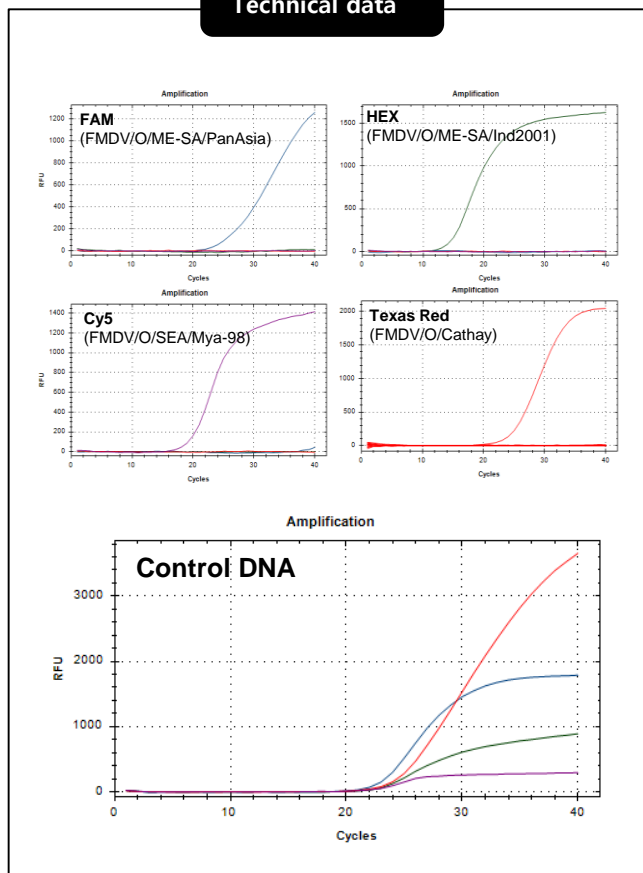 Technical data
Amplification
FAM
(FMDV/O/ME-SA/PanAsia)
RFU
1200
1000
800
600
400
200
0
0 10 20 30 40
Cycles
Amplification
HEX
(FMDV/O/ME-SA/Ind2001)
1500
1000
500
0
0 10 20 30 40
Cycles
Amplification
Cy5
(FMDV/O/SEA/Mya-98)
RFU
1400
1200
1000
800
600
400
200
0
0 10 20 30 40
Cycles
Amplification
Texas Red
(FMDV/O/Cathay)
2000
1500
1000
500
0
0 10 20 30 40
Cycles
Amplification
Control DNA
RFU
3000
2000
1000
0
0 10 20 30 40
Cycles